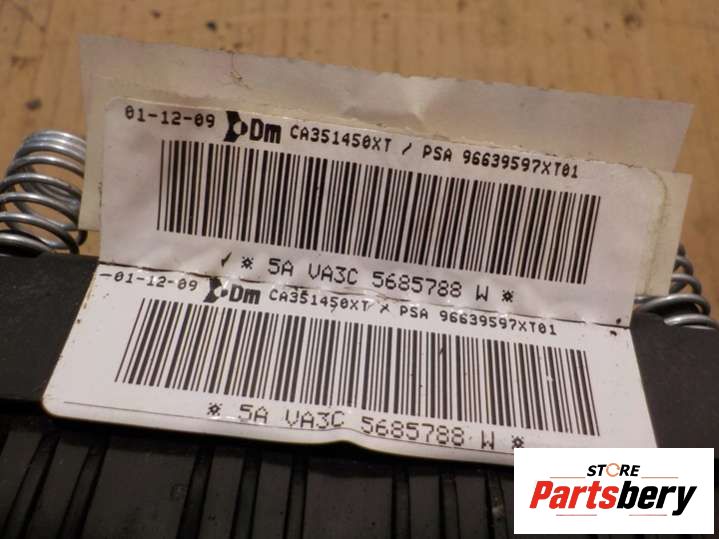 01-12-09 Dm CA351450XT / PSA 96639597XT01
¤ 5A VA3C 5685788 W ¤
-01-12-09 Dm CA351450XT / PSA 96639597XT01
¤ 5A VA3C 5685788 W ¤
STORE
Partsbery